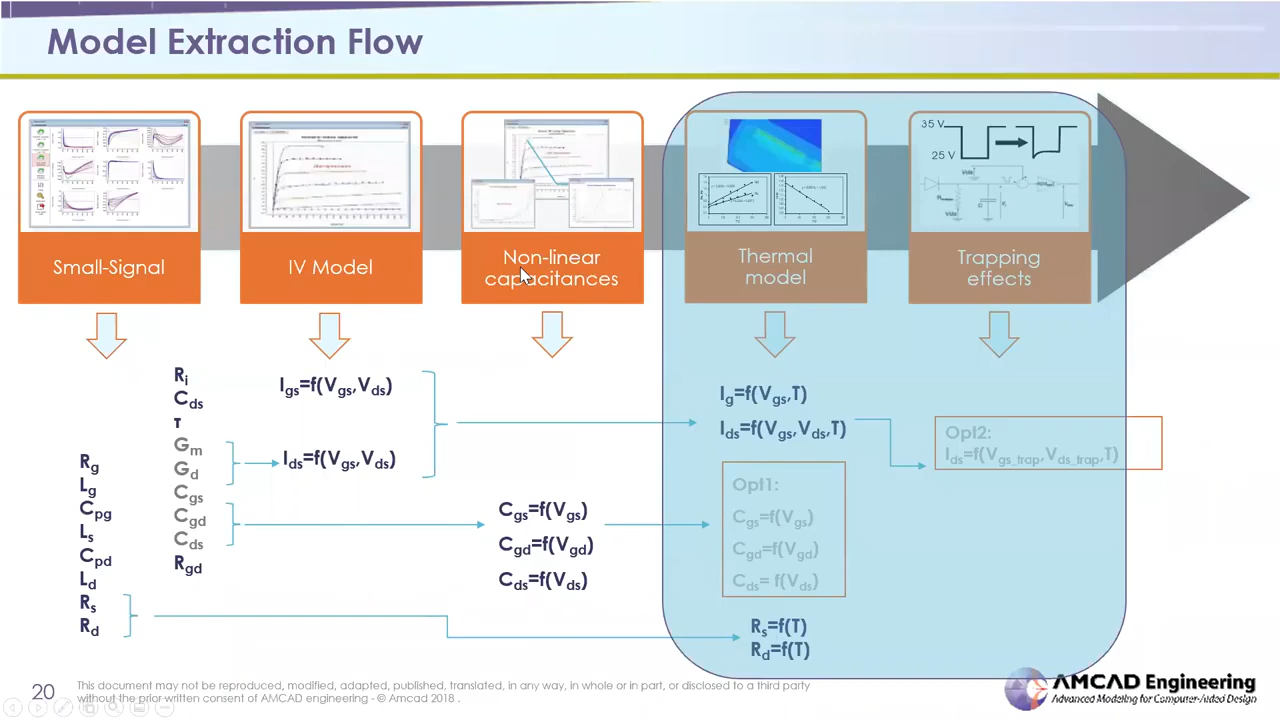 Model Extraction Flow
35 V
25 V
Small-Signal
IV Model
Non-linear
capacitances
Thermal
model
Trapping
effects
Ri
Cds
τ
Gm
Gd
Cgs
Cgd
Cds
Rgd
Rg
Lg
Cpg
Ls
Cpd
Ld
Rs
Rd
Igs=f(Vgs,Vds)
Ids=f(Vgs,Vds)
Cgs=f(Vgs)
Cgd=f(Vgd)
Cds=f(Vds)
Ig=f(Vgs,T)
Ids=f(Vgs,Vds,T)
Opt1:
Cgs=f(Vgs)
Cgd=f(Vgd)
Cds= f(Vds)
Rs=f(T)
Rd=f(T)
Opt2:
Ids=f(Vgs_trap,Vds_trap,T)
20
This document may not be reproduced, modified, adapted, published, translated, in any way, in whole or in part, or disclosed to a third party
without the prior written consent of AMCAD engineering - © Amcad 2018 .
AMCAD Engineering
Advanced Modeling for Computer-Aided Design